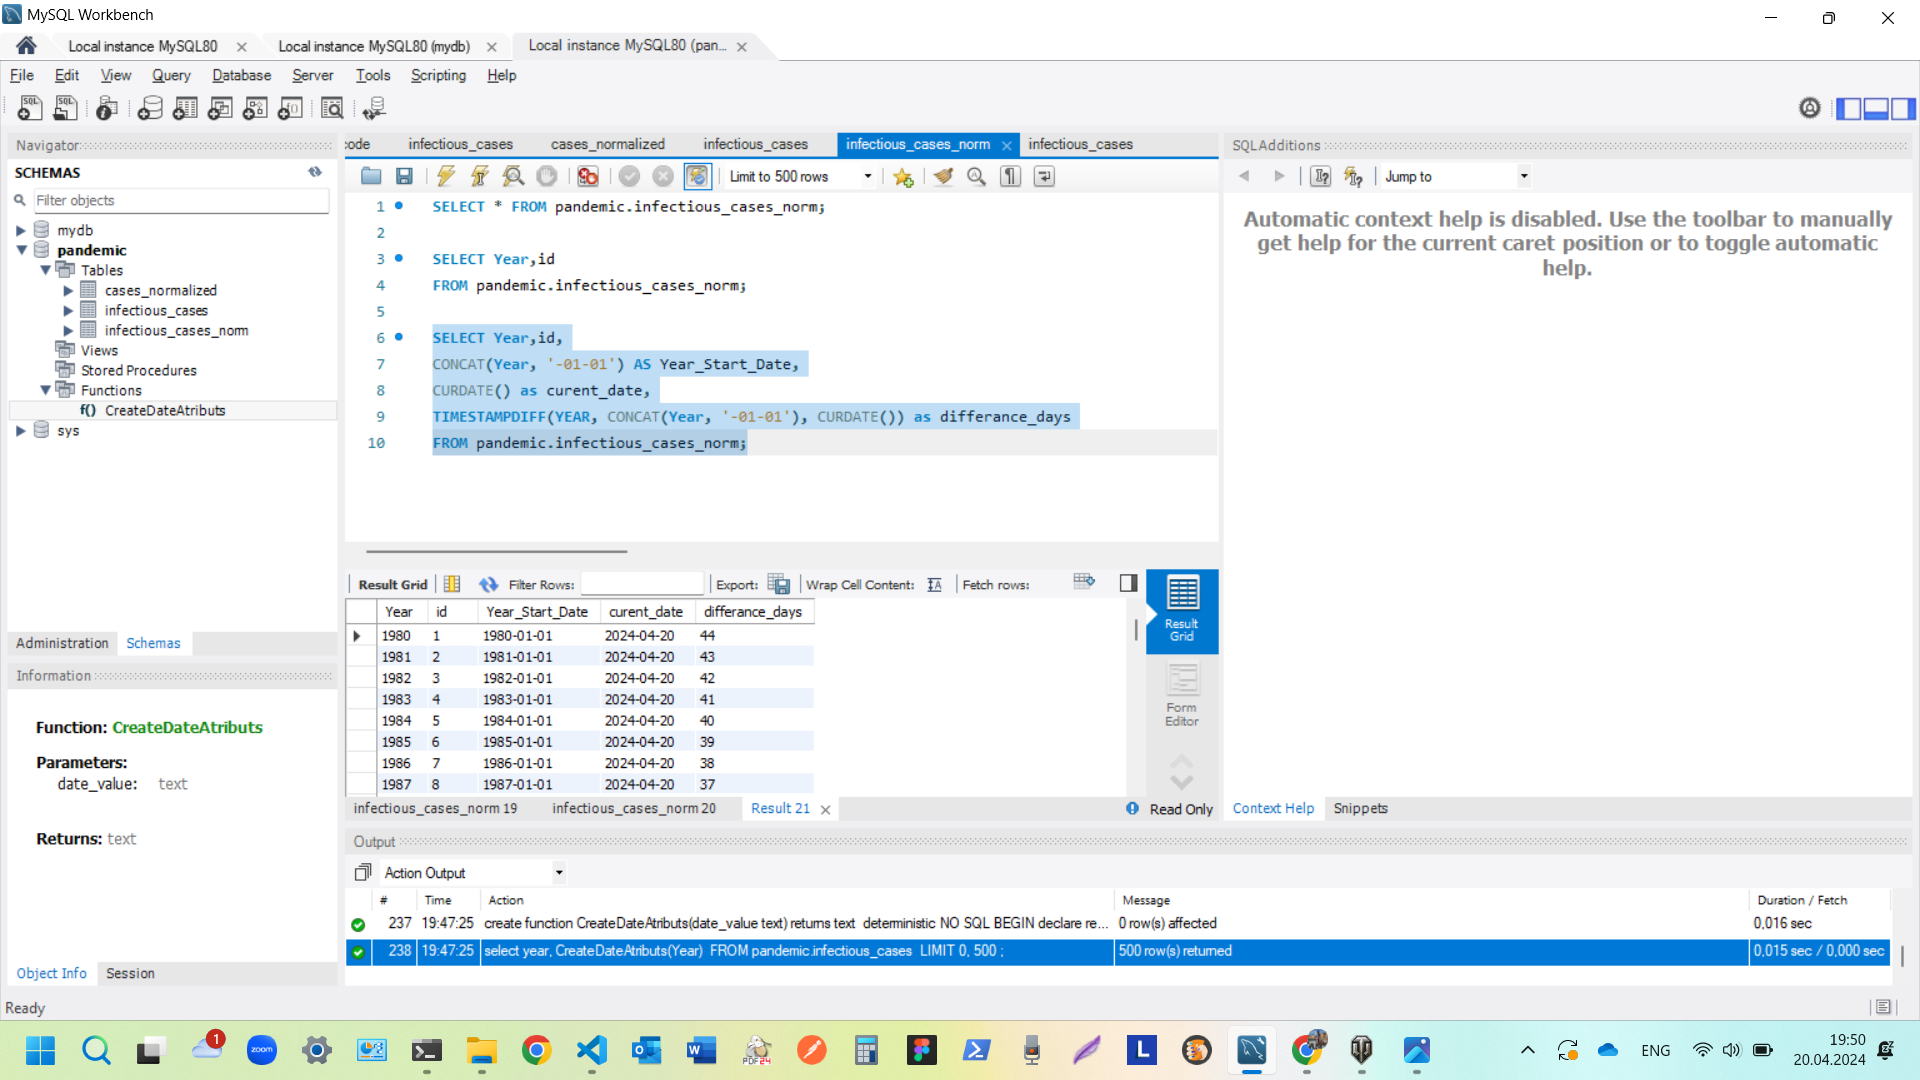 MySQL Workbench
Local instance MySQL80
Local instance MySQL80 (mydb)
Local instance MySQL80 (pan...
File Edit View Query Database Server Tools Scripting Help
Navigator
SCHEMAS
Filter objects
mydb
pandemic
Tables
cases_normalized
infectious_cases
infectious_cases_norm
Views
Stored Procedures
Functions
f() CreateDateAtributs
sys
Administration Schemas
Information
Function: CreateDateAtributs
Parameters:
date_value: text
Returns: text
Object Info Session
Ready
code infectious_cases cases_normalized infectious_cases infectious_cases_norm infectious_cases
Limit to 500 rows
1 SELECT * FROM pandemic.infectious_cases_norm;
2
3 SELECT Year,id
4 FROM pandemic.infectious_cases_norm;
5
6 SELECT Year,id,
7 CONCAT(Year, '-01-01') AS Year_Start_Date,
8 CURDATE() as curent_date,
9 TIMESTAMPDIFF(YEAR, CONCAT(Year, '-01-01'), CURDATE()) as differance_days
10 FROM pandemic.infectious_cases_norm;
Result Grid Filter Rows: Export: Wrap Cell Content: Fetch rows:
Year id Year_Start_Date curent_date differance_days
1980 1 1980-01-01 2024-04-20 44
1981 2 1981-01-01 2024-04-20 43
1982 3 1982-01-01 2024-04-20 42
1983 4 1983-01-01 2024-04-20 41
1984 5 1984-01-01 2024-04-20 40
1985 6 1985-01-01 2024-04-20 39
1986 7 1986-01-01 2024-04-20 38
1987 8 1987-01-01 2024-04-20 37
Result
Grid
Form
Editor
infectious_cases_norm 19 infectious_cases_norm 20 Result 21
Read Only
SQLAdditions
Jump to
Automatic context help is disabled. Use the toolbar to manually
get help for the current caret position or to toggle automatic
help.
Context Help Snippets
Output
Action Output
# Time Action Message Duration / Fetch
237 19:47:25 create function CreateDateAtributs(date_value text) returns text deterministic NO SQL BEGIN declare re... 0 row(s) affected 0,016 sec
238 19:47:25 select year, CreateDateAtributs(Year) FROM pandemic.infectious_cases LIMIT 0, 500 ; 500 row(s) returned 0,015 sec / 0,000 sec
1
zoom
PDF24
L
ENG
19:50
20.04.2024